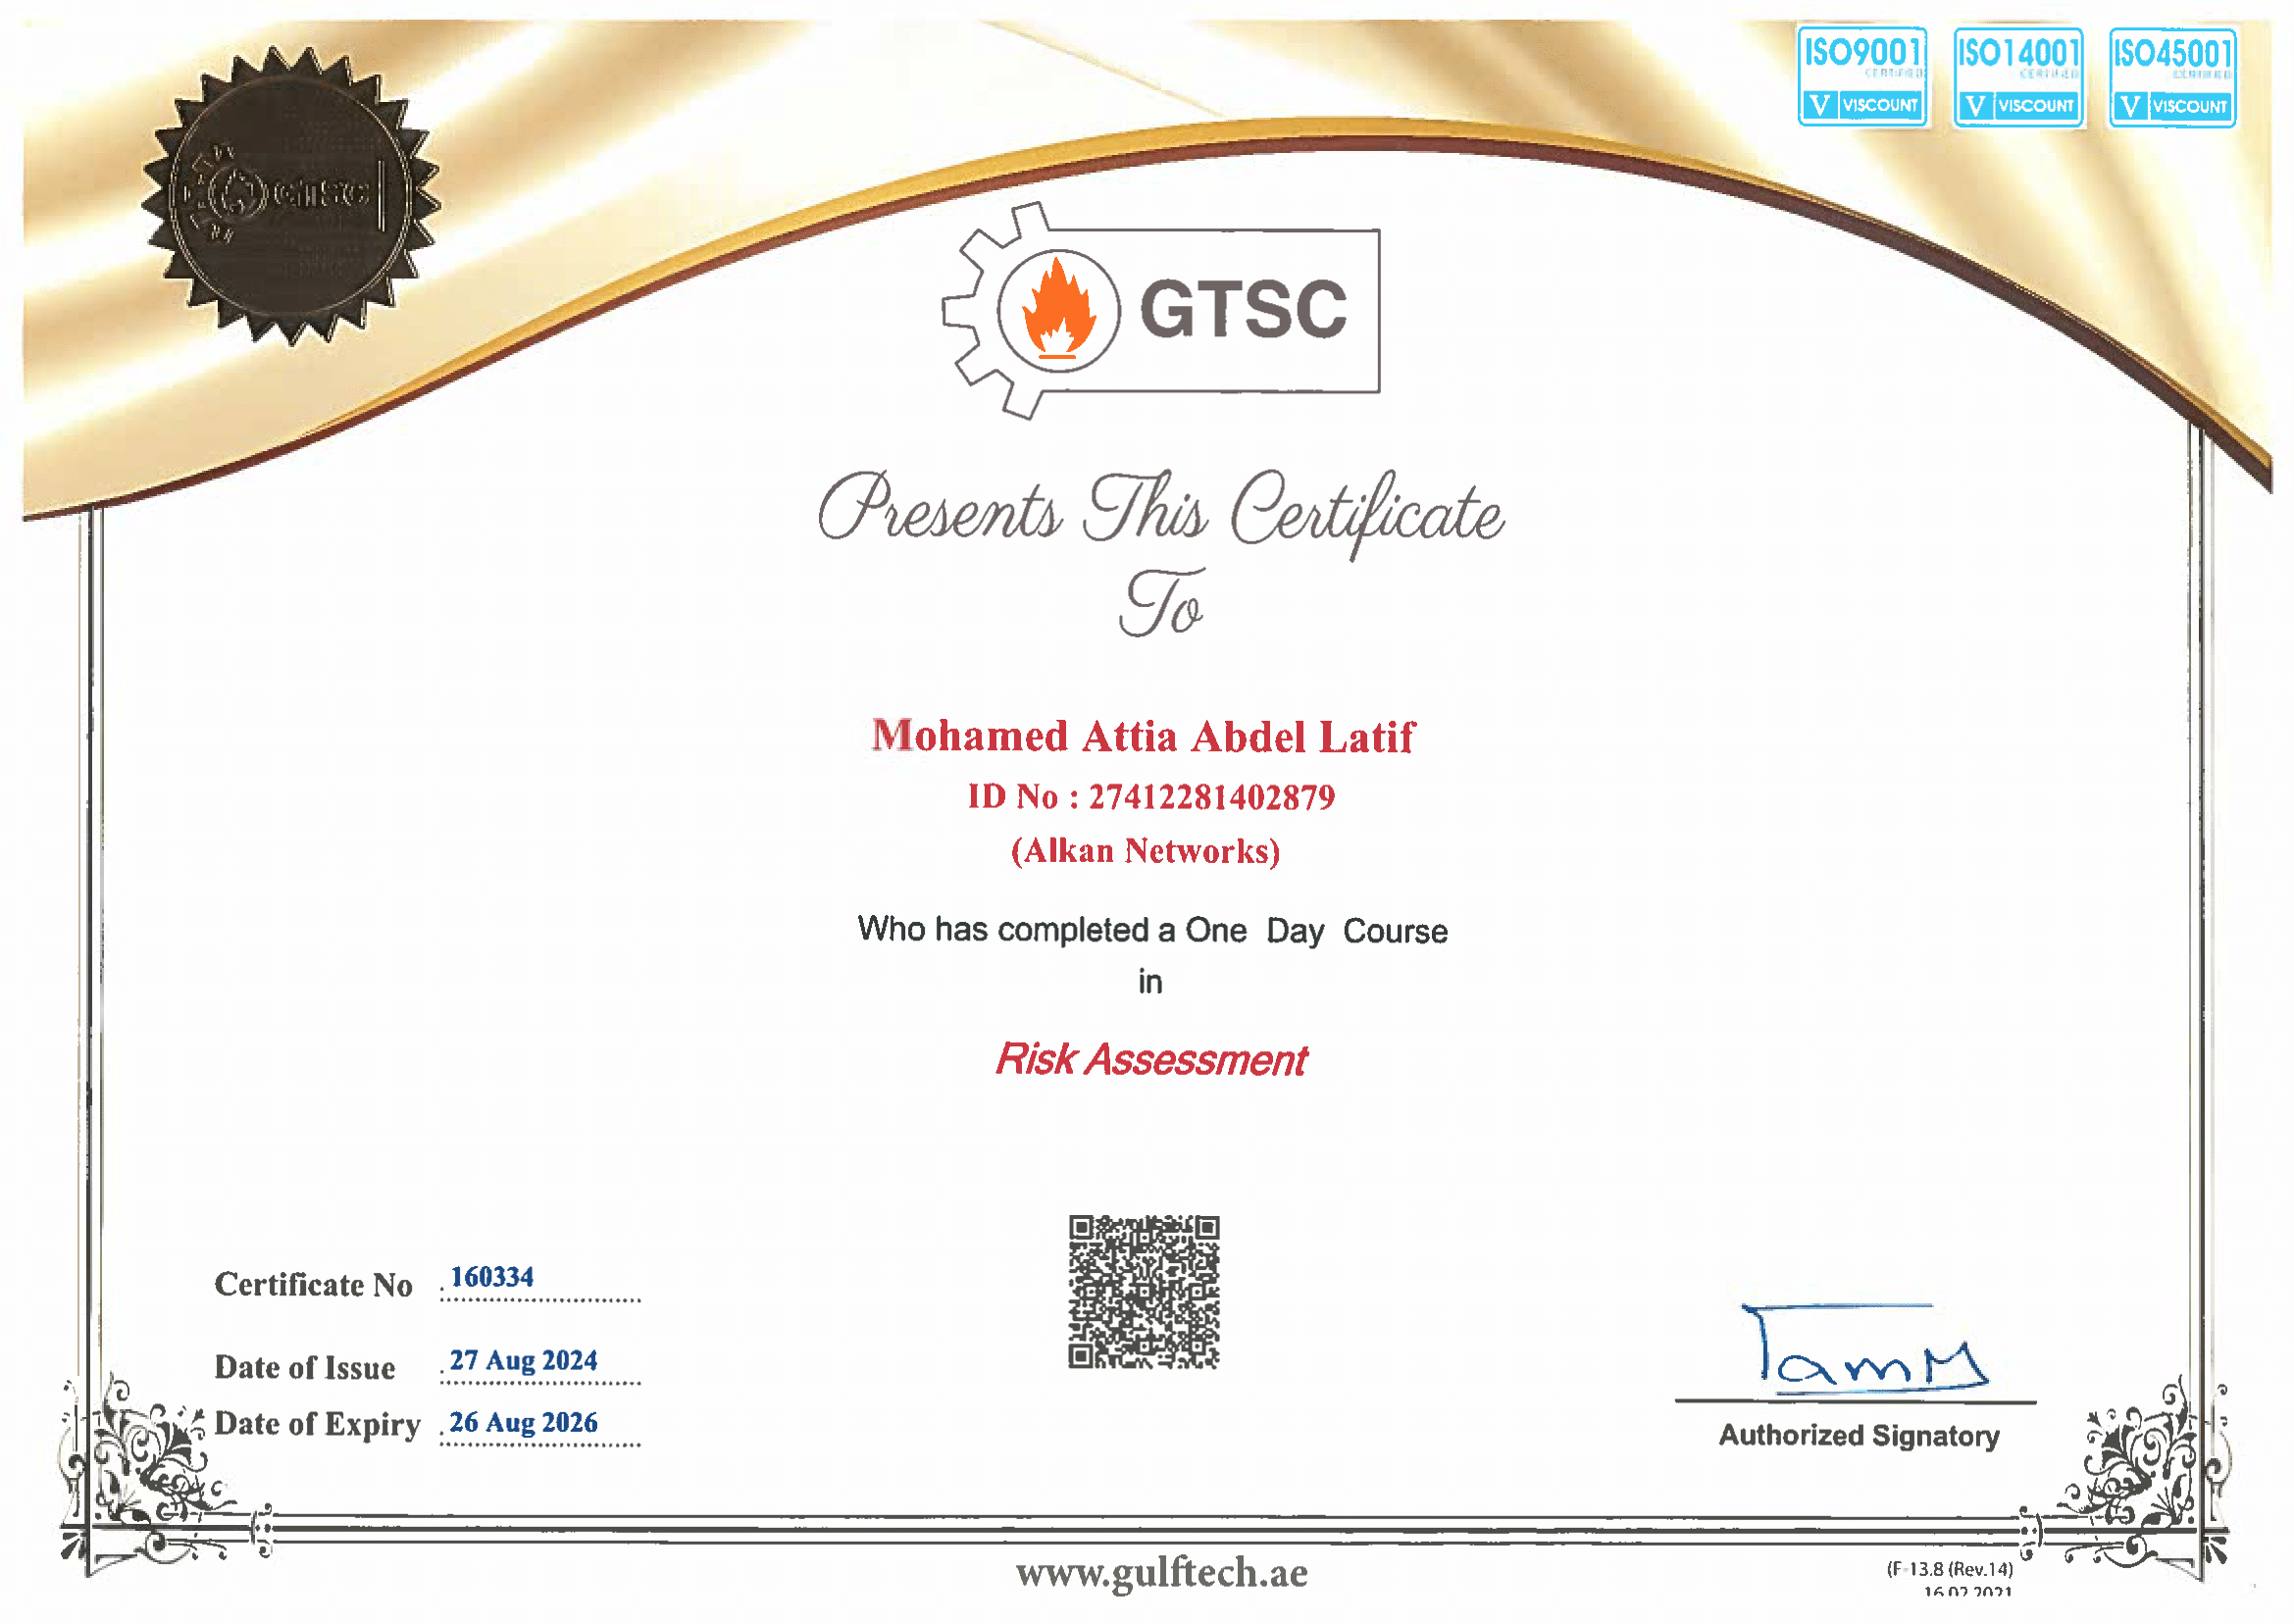 ISO9001
CERTIFIED
V VISCOUNT
ISO14001
CERTIFIED
V VISCOUNT
ISO45001
CERTIFIED
V VISCOUNT
GTSC
GTSC
Presents This Certificate
To
Mohamed Attia Abdel Latif
ID No : 27412281402879
(Alkan Networks)
Who has completed a One Day Course
in
Risk Assessment
Certificate No 160334
Date of Issue 27 Aug 2024
Date of Expiry 26 Aug 2026
TamM
Authorized Signatory
www.gulftech.ae
(F-13.8 (Rev.14)
16.02.2021